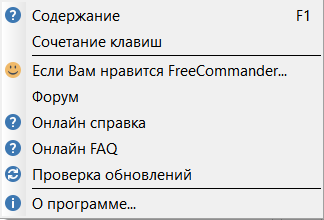 Содержание F1
Сочетание клавиш
Если Вам нравится FreeCommander...
Форум
Онлайн справка
Онлайн FAQ
Проверка обновлений
О программе...